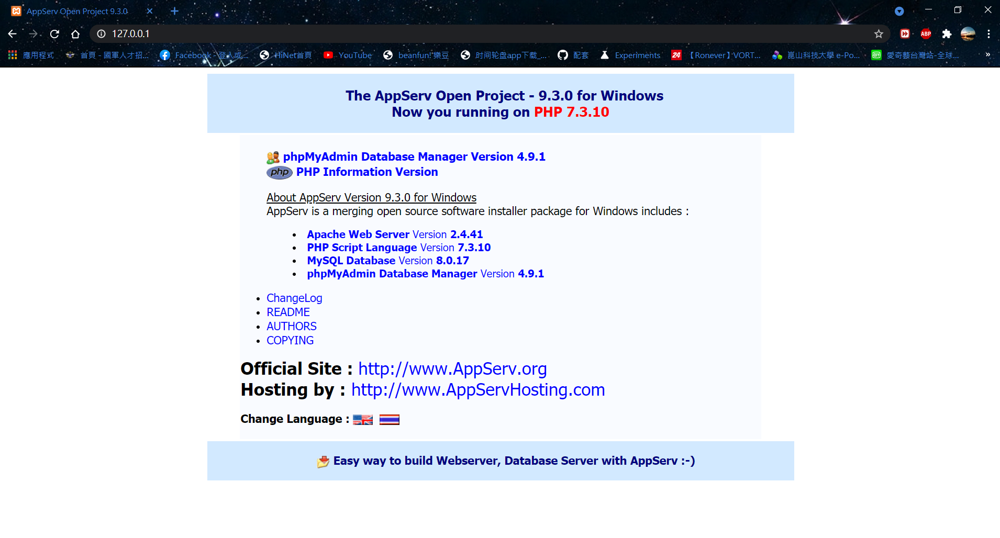 AppServ Open Project 9.3.0
127.0.0.1
ABP
應用程式
首頁 - 國軍人才招...
Facebook - 登入或...
HiNet首頁
YouTube
beanfun! 樂豆
时间轮盘app下载_...
配套
Experiments
24
【Ronever】VORT...
崑山科技大學 e-Po...
愛奇藝台灣站-全球...
»
The AppServ Open Project - 9.3.0 for Windows
Now you running on PHP 7.3.10
phpMyAdmin Database Manager Version 4.9.1
php PHP Information Version
About AppServ Version 9.3.0 for Windows
AppServ is a merging open source software installer package for Windows includes :
• Apache Web Server Version 2.4.41
• PHP Script Language Version 7.3.10
• MySQL Database Version 8.0.17
• phpMyAdmin Database Manager Version 4.9.1
• ChangeLog
• README
• AUTHORS
• COPYING
Official Site : http://www.AppServ.org
Hosting by : http://www.AppServHosting.com
Change Language :
Easy way to build Webserver, Database Server with AppServ :-)